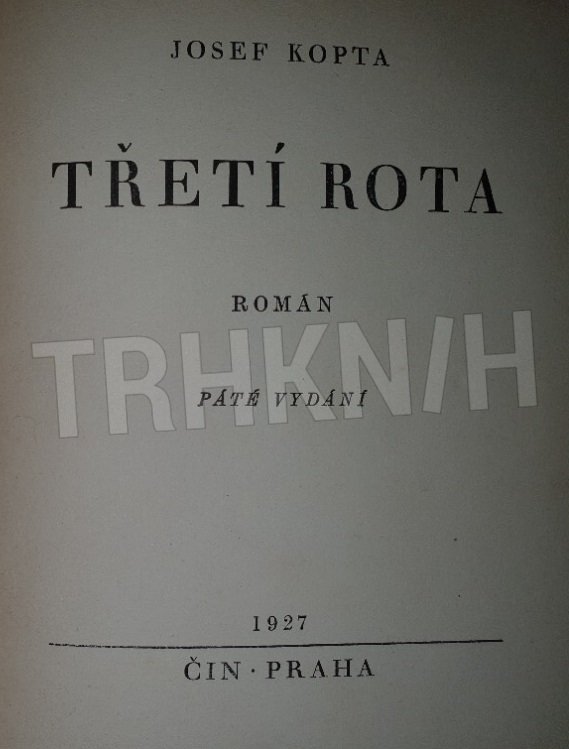 JOSEF KOPTA
TŘETÍ ROTA
ROMÁN
TRHKNIH
PÁTÉ VYDÁNÍ
1927
ČIN · PRAHA